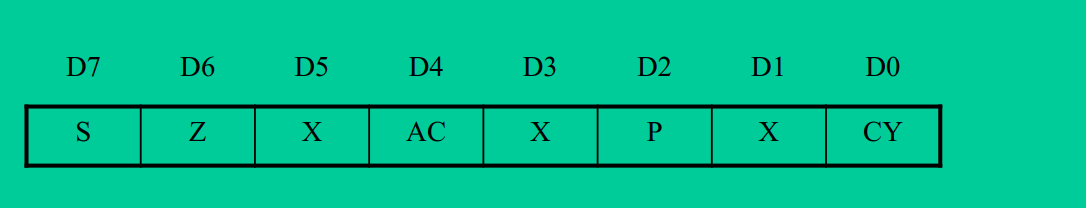 D7 D6 D5 D4 D3 D2 D1 D0
S Z X AC X P X CY